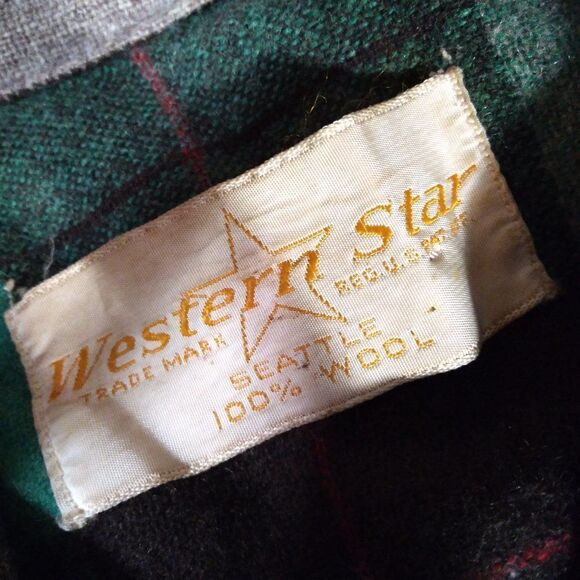 Western Star
TRADE MARK
REG. U.S. PAT. OFF.
SEATTLE
100% WOOL